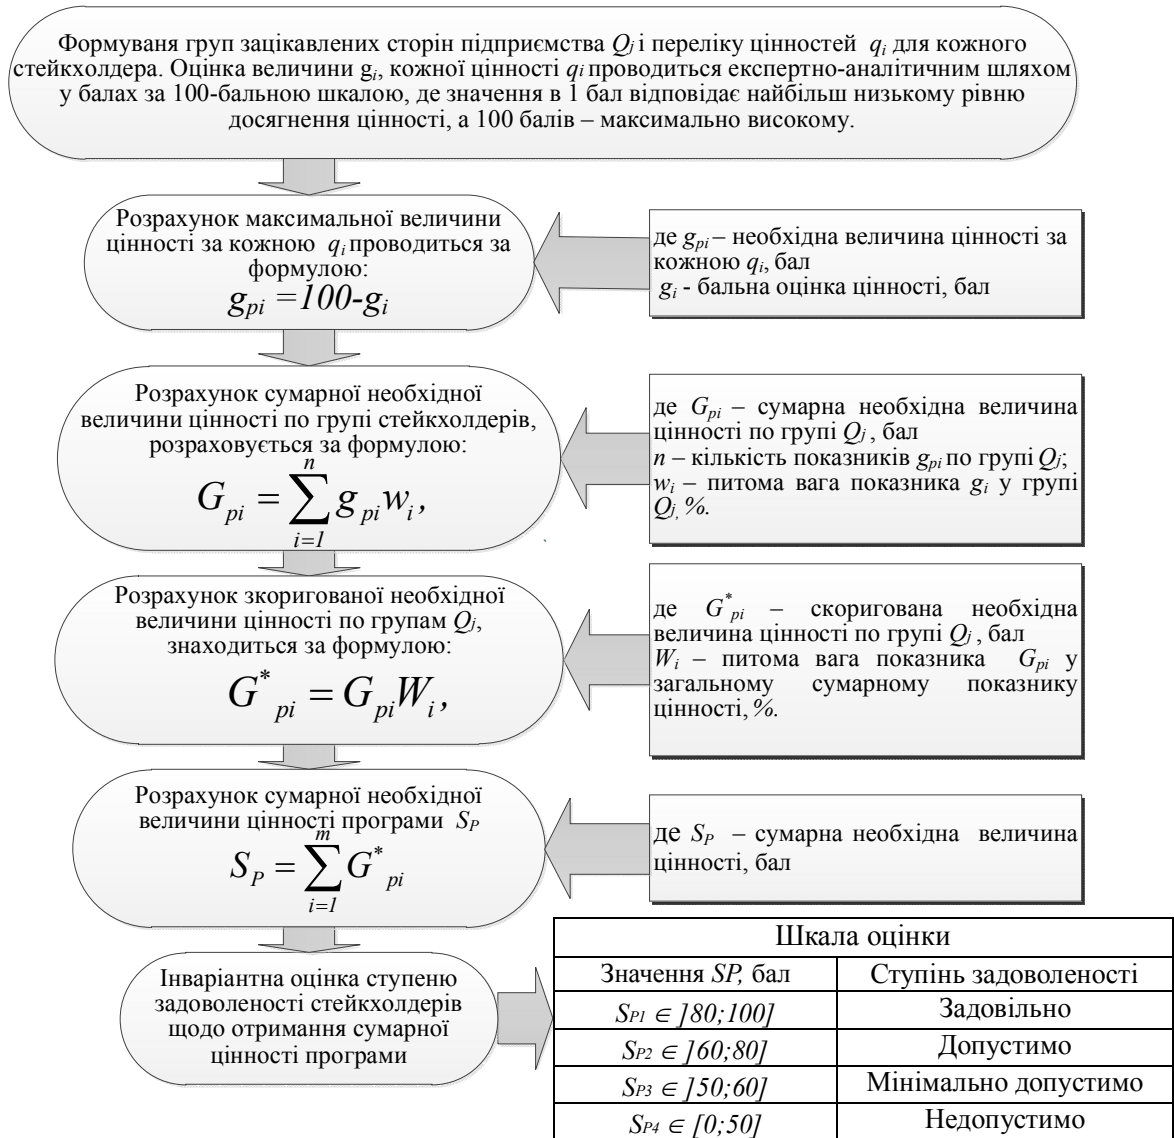 Формуваня груп зацікавлених сторін підприємства Qj і переліку цінностей qi для кожного
стейкхолдера. Оцінка величини gi, кожної цінності qi проводиться експертно-аналітичним шляхом
у балах за 100-бальною шкалою, де значення в 1 бал відповідає найбільш низькому рівню
досягнення цінності, а 100 балів – максимально високому.
Розрахунок максимальної величини
цінності за кожною qi проводиться за
формулою:
gpi =100-gi
де gpi – необхідна величина цінності за
кожною qi, бал
gi - бальна оцінка цінності, бал
Розрахунок сумарної необхідної
величини цінності по групі стейкхолдерів,
розраховується за формулою:
Gpi = ∑ i=1 n gpi wi,
де Gpi – сумарна необхідна величина
цінності по групі Qj , бал
n – кількість показників gpi по групі Qj;
wi – питома вага показника gi у групі
Qj, %.
Розрахунок зкоригованої необхідної
величини цінності по групам Qj,
знаходиться за формулою:
G*pi = Gpi Wi,
де G*pi – скоригована необхідна
величина цінності по групі Qj , бал
Wi – питома вага показника Gpi у
загальному сумарному показнику
цінності, %.
Розрахунок сумарної необхідної
величини цінності програми SP
SP = ∑ i=1 m G*pi
де SP – сумарна необхідна величина
цінності, бал
Інваріантна оцінка ступеню
задоволеності стейкхолдерів
щодо отримання сумарної
цінності програми
Шкала оцінки
Значення SP, бал Ступінь задоволеності
SP1 ∈ ]80;100] Задовільно
SP2 ∈ ]60;80] Допустимо
SP3 ∈ ]50;60] Мінімально допустимо
SP4 ∈ [0;50] Недопустимо